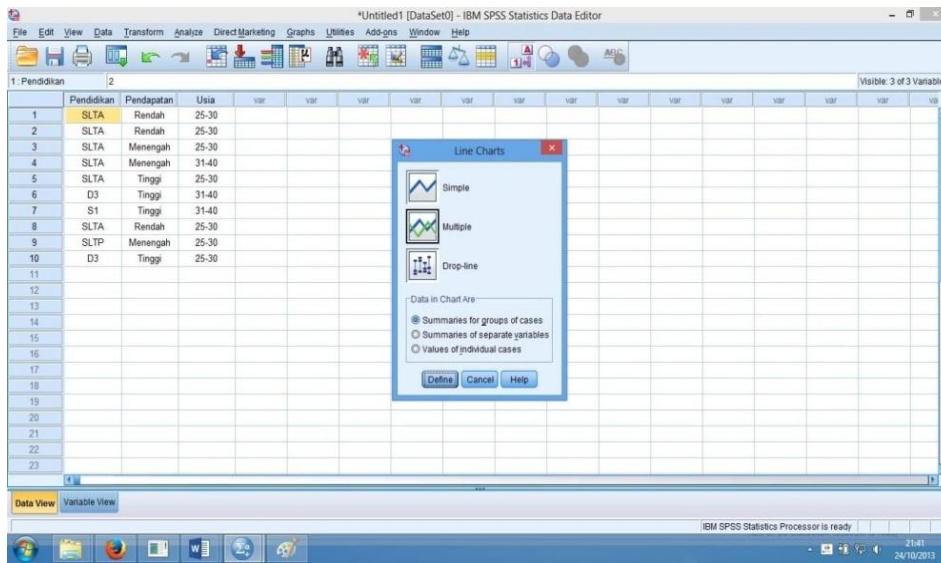 *Untitled1 [DataSet0] - IBM SPSS Statistics Data Editor
File Edit View Data Transform Analyze Direct Marketing Graphs Utilities Add-ons Window Help
1 : Pendidikan 2 Visible: 3 of 3 Variable
Pendidikan Pendapatan Usia var var var var var var var var var var var var var var va
1 SLTA Rendah 25-30
2 SLTA Rendah 25-30
3 SLTA Menengah 25-30
4 SLTA Menengah 31-40
5 SLTA Tinggi 25-30
6 D3 Tinggi 31-40
7 S1 Tinggi 31-40
8 SLTA Rendah 25-30
9 SLTP Menengah 25-30
10 D3 Tinggi 25-30
11
12
13
14
15
16
17
18
19
20
21
22
23
Line Charts
Simple
Multiple
Drop-line
Data in Chart Are
Summaries for groups of cases
Summaries of separate variables
Values of individual cases
Define Cancel Help
Data View Variable View
IBM SPSS Statistics Processor is ready
21:41
24/10/2013